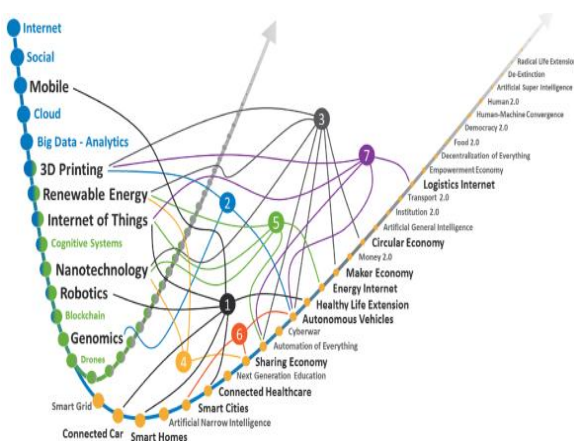 Internet
Social
Mobile
Cloud
Big Data - Analytics
3D Printing
Renewable Energy
Internet of Things
Cognitive Systems
Nanotechnology
Robotics
Blockchain
Genomics
Drones
Smart Grid
Connected Car
Smart Homes
Artificial Narrow Intelligence
Smart Cities
Connected Healthcare
Next Generation Education
Sharing Economy
Automation of Everything
Cyberwar
Autonomous Vehicles
Healthy Life Extension
Energy Internet
Maker Economy
Money 2.0
Circular Economy
Artificial General Intelligence
Institution 2.0
Transport 2.0
Logistics Internet
Empowerment Economy
Decentralization of Everything
Food 2.0
Democracy 2.0
Human-Machine Convergence
Human 2.0
Artificial Super Intelligence
De-Extinction
Radical Life Extension
3
7
2
5
1
6
4